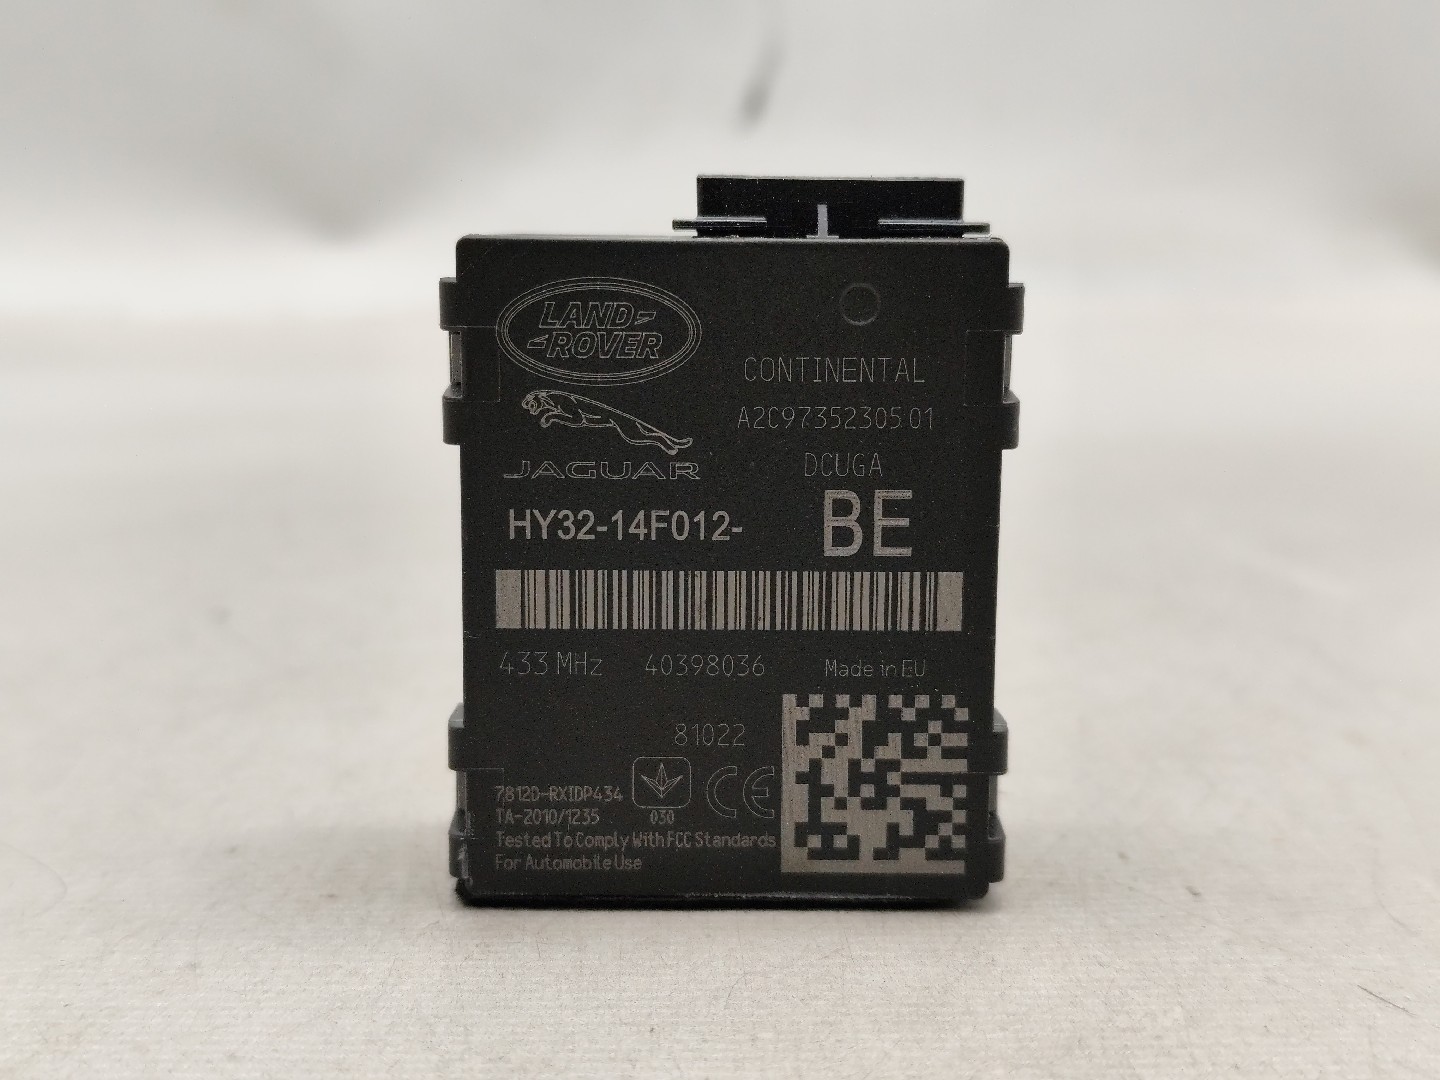 LAND-
-ROVER
JAGUAR
CONTINENTAL
A2C97352305 01
DCUGA
HY32-14F012- BE
433 MHz 40398036 Made in EU
81022
7812D-RXIDP434
TA-2010/1235
030
CE
Tested To Comply With FCC Standards
For Automobile Use